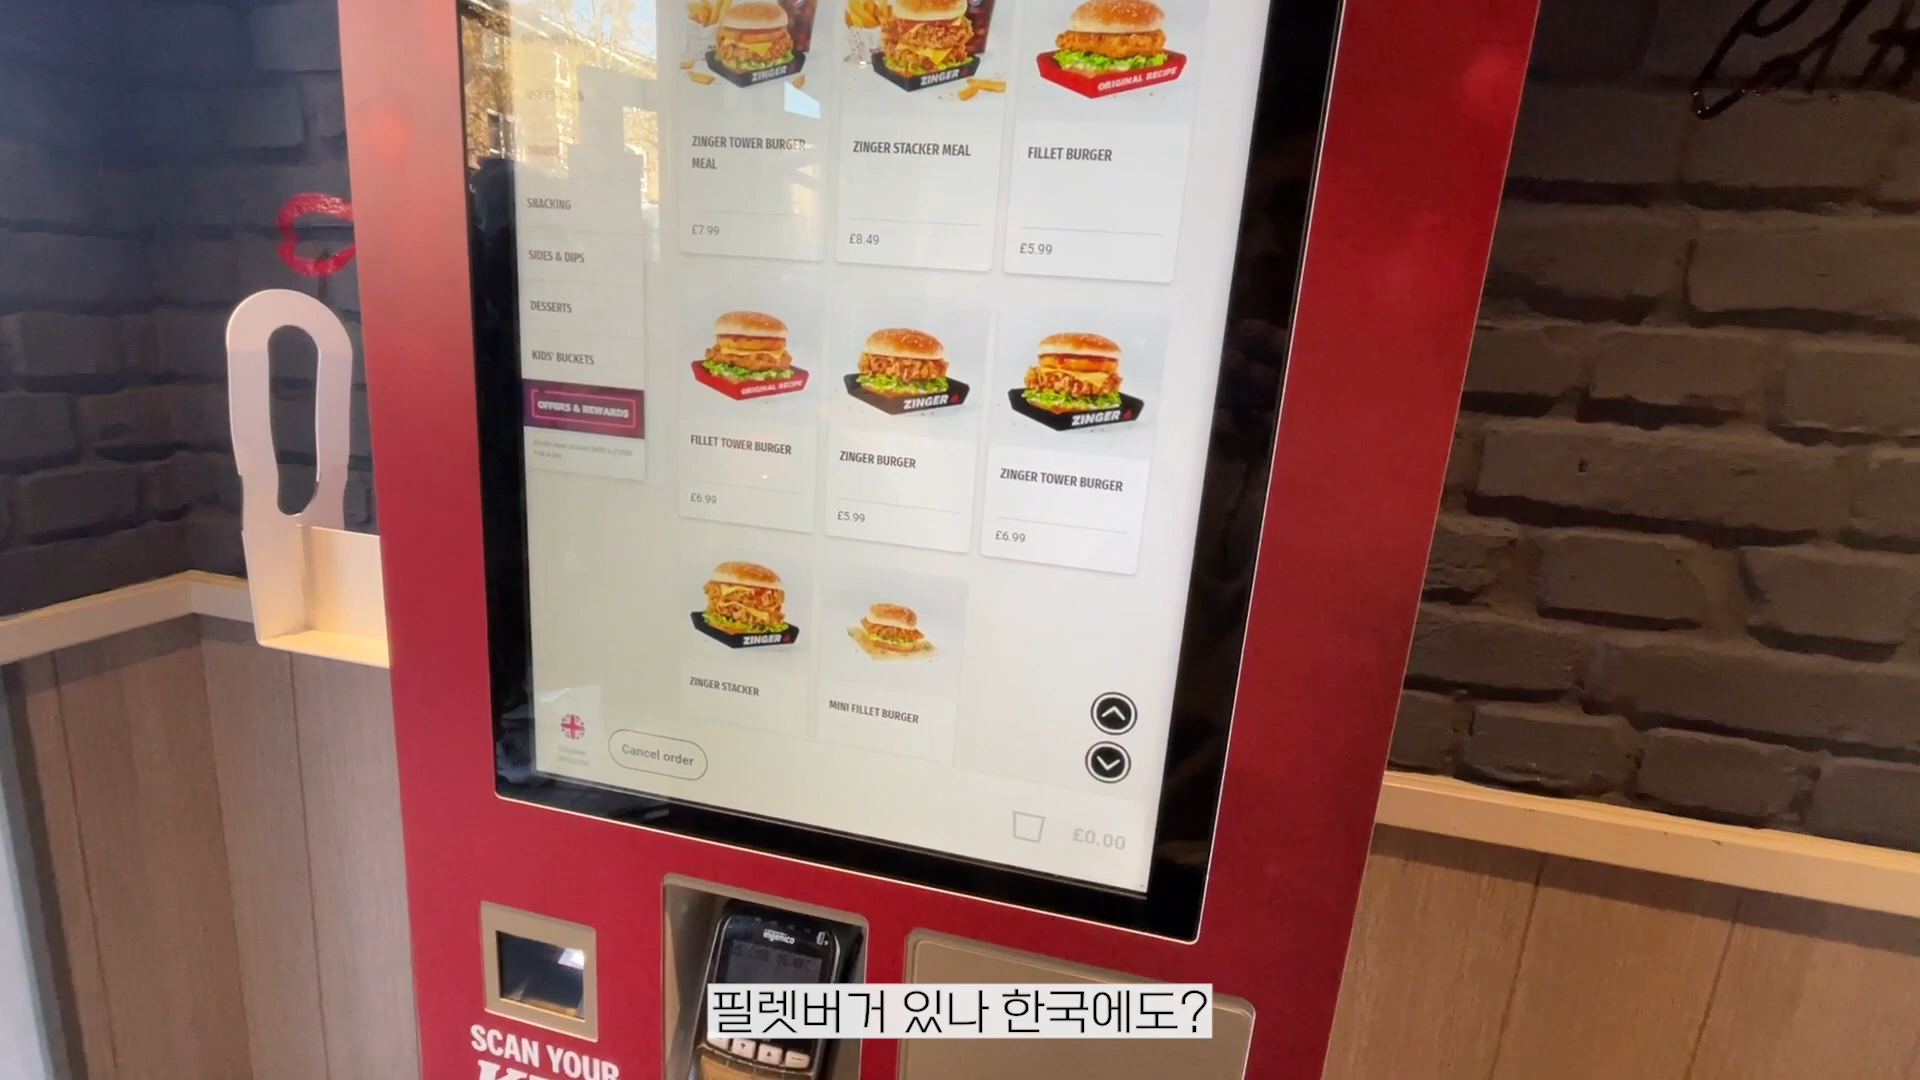 ZINGER
ZINGER
ORIGINAL RECIPE
ZINGER TOWER BURGER
MEAL
£7.99
ZINGER STACKER MEAL
£8.49
FILLET BURGER
£5.99
SNACKING
SIDES & DIPS
DESSERTS
KIDS' BUCKETS
OFFERS & REWARDS
ORIGINAL RECIPE
FILLET TOWER BURGER
£6.99
ZINGER
ZINGER BURGER
£5.99
ZINGER
ZINGER TOWER BURGER
£6.99
ZINGER
ZINGER STACKER
MINI FILLET BURGER
Cancel order
£0.00
ingenico
SCAN YOUR
필렛버거 있나 한국에도?